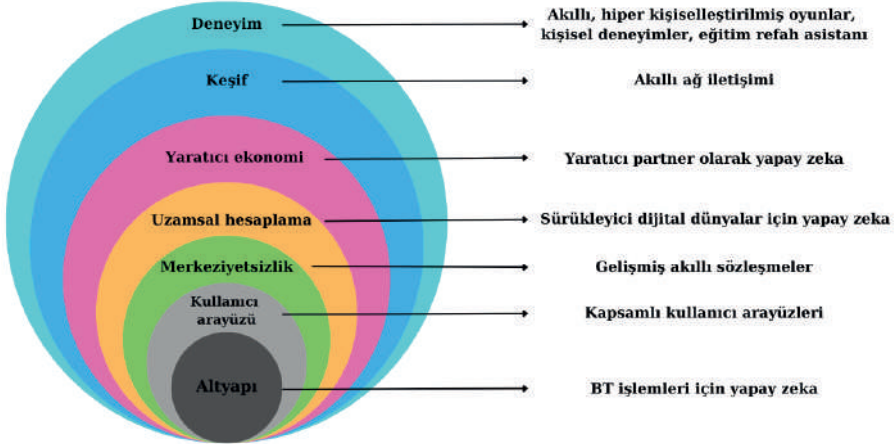 Deneyim
Akıllı, hiper kişiselleştirilmiş oyunlar,
kişisel deneyimler, eğitim refah asistanı
Keşif
Akıllı ağ iletişimi
Yaratıcı ekonomi
Yaratıcı partner olarak yapay zeka
Uzamsal hesaplama
Sürükleyici dijital dünyalar için yapay zeka
Merkeziyetsizlik
Gelişmiş akıllı sözleşmeler
Kullanıcı
arayüzü
Kapsamlı kullanıcı arayüzleri
Altyapı
BT işlemleri için yapay zeka